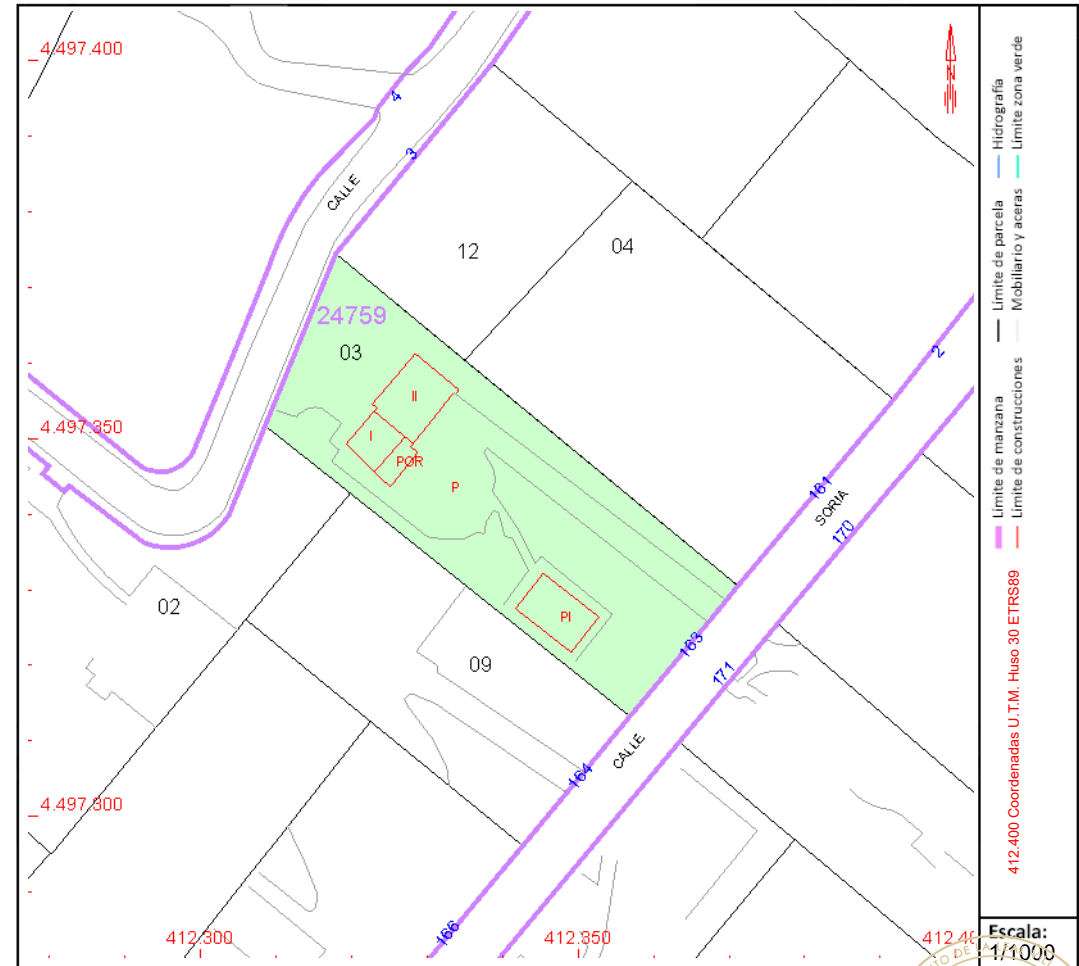 4.497.400
4
3
CALLE
12
04
24759
03
II
I
POR
P
4.497.350
2
161
SORIA
170
PI
02
09
163
171
CALLE
164
4.497.300
166
412.300
412.350
412.40
Límite de manzana
Límite de construcciones
Límite de parcela
Mobiliario y aceras
Hidrografía
Límite zona verde
412.400 Coordenadas U.T.M. Huso 30 ETRS89
Escala:
1/1000